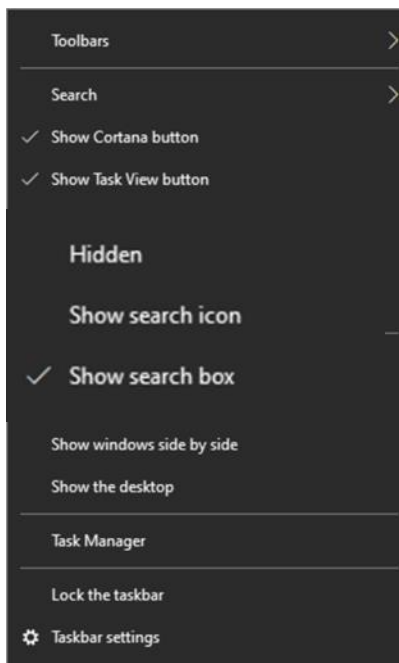 Toolbars
Search
Show Cortana button
Show Task View button
Hidden
Show search icon
Show search box
Show windows side by side
Show the desktop
Task Manager
Lock the taskbar
Taskbar settings